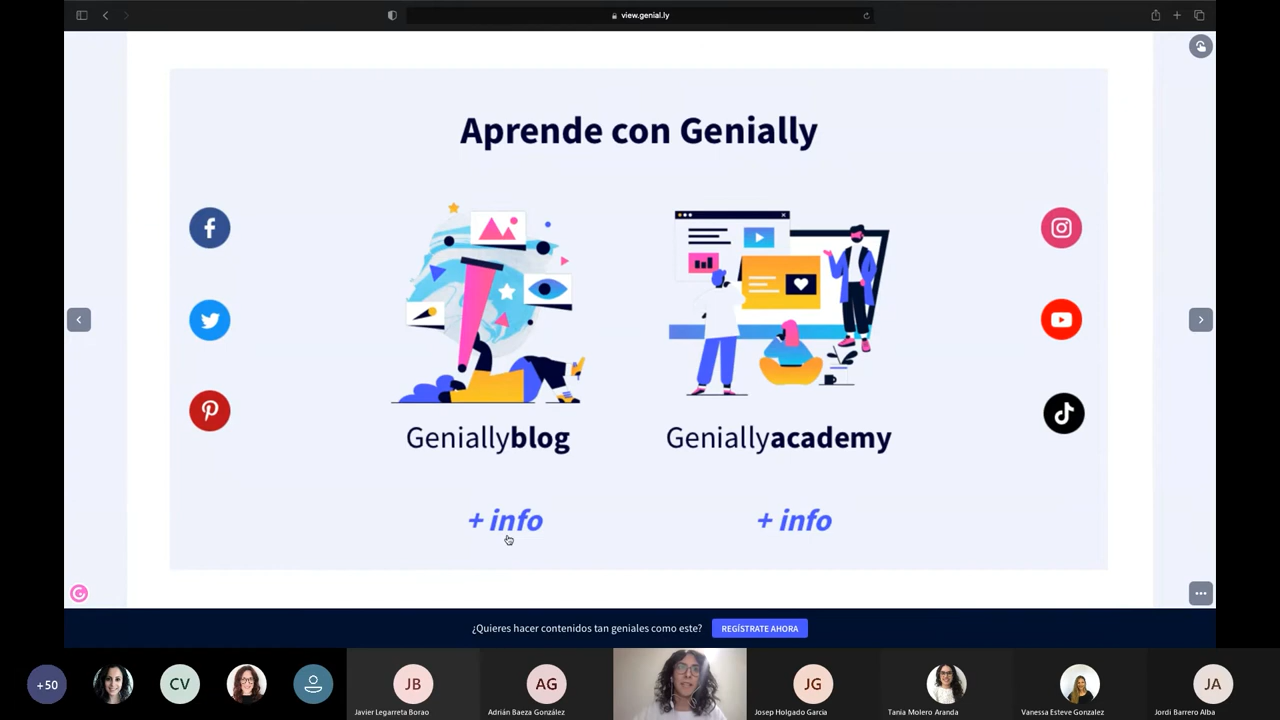 view.genial.ly
Aprende con Genially
Geniallyblog
Geniallyacademy
+ info
+ info
¿Quieres hacer contenidos tan geniales como este?
REGÍSTRATE AHORA
+50
CV
JB
Javier Legarreta Borao
AG
Adrián Baeza González
JG
Josep Holgado Garcia
Tania Molero Aranda
Vanessa Esteve Gonzalez
JA
Jordi Barrero Alba